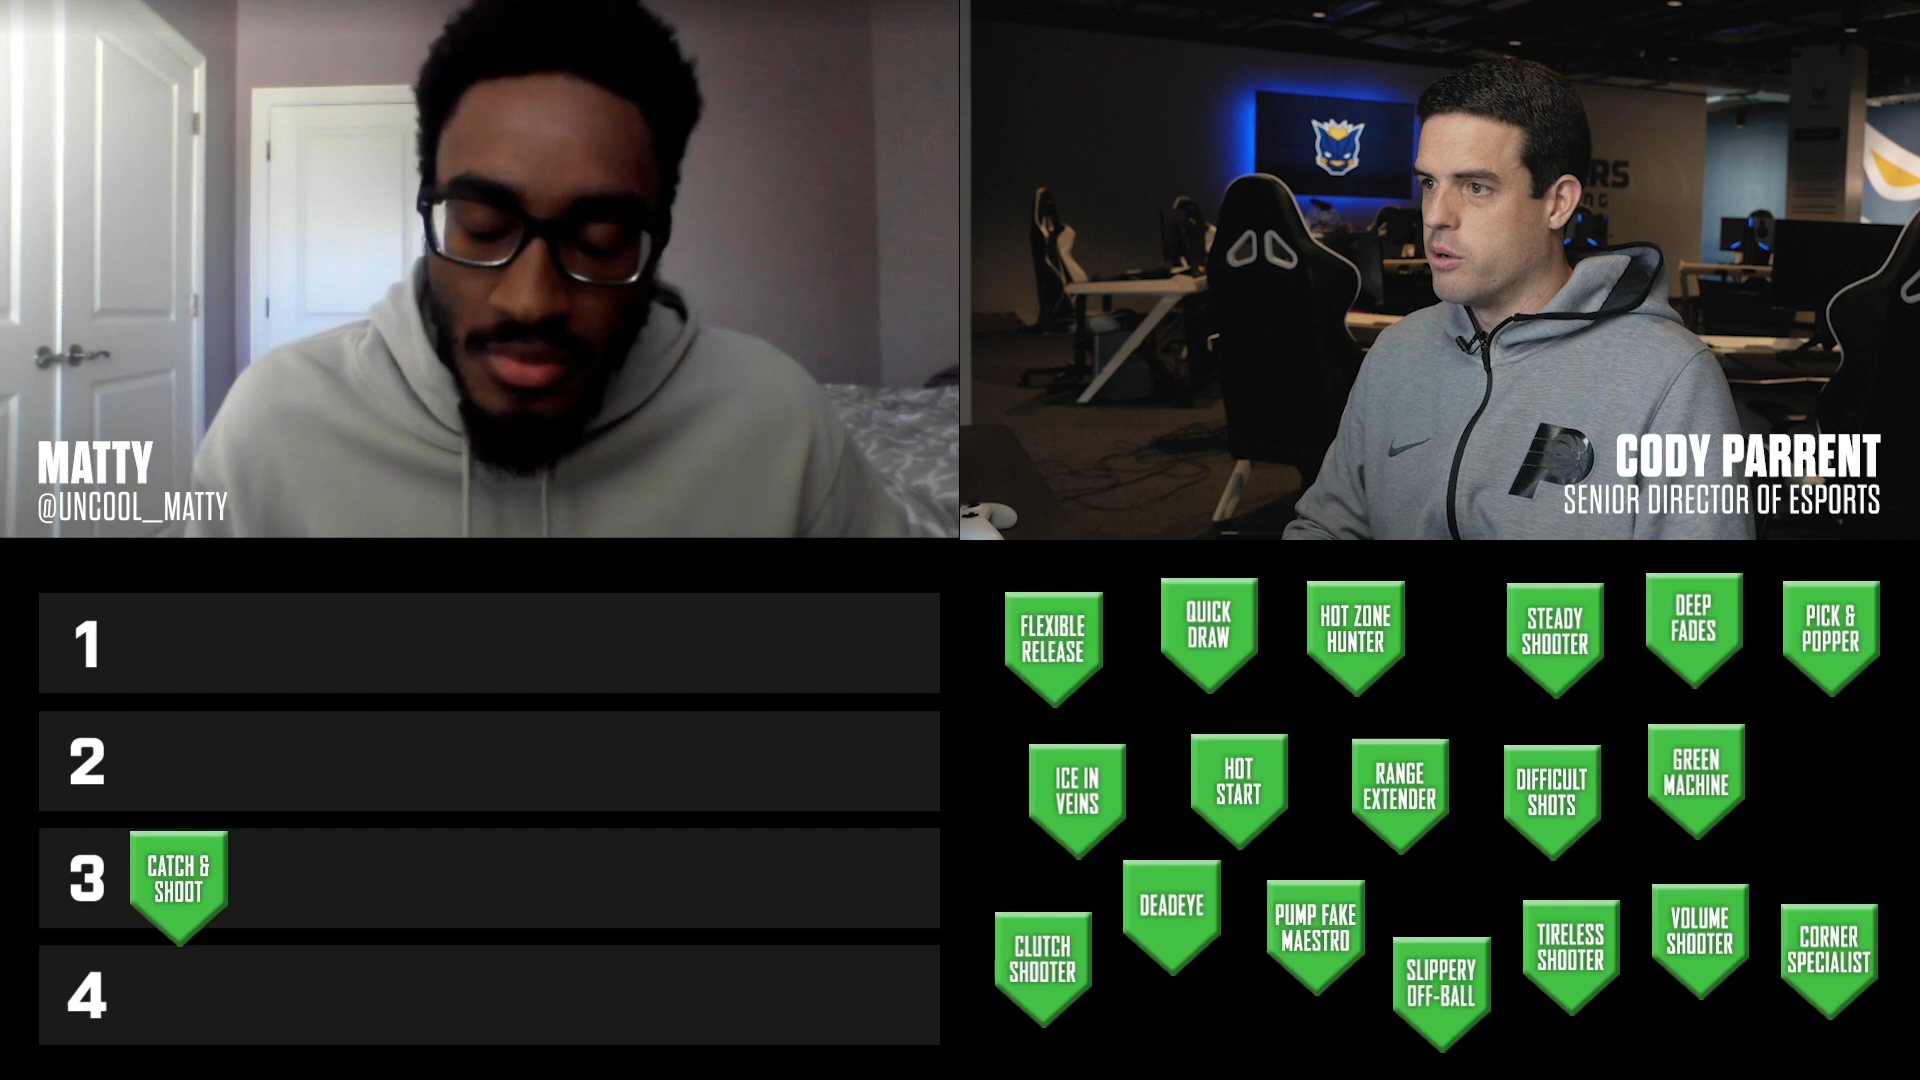 RS
NG
MATTY
@UNCOOL_MATTY
CODY PARRENT
SENIOR DIRECTOR OF ESPORTS
1
2
3
CATCH &
SHOOT
4
FLEXIBLE
RELEASE
QUICK
DRAW
HOT ZONE
HUNTER
STEADY
SHOOTER
DEEP
FADES
PICK &
POPPER
ICE IN
VEINS
HOT
START
RANGE
EXTENDER
DIFFICULT
SHOTS
GREEN
MACHINE
CLUTCH
SHOOTER
DEADEYE
PUMP FAKE
MAESTRO
SLIPPERY
OFF-BALL
TIRELESS
SHOOTER
VOLUME
SHOOTER
CORNER
SPECIALIST